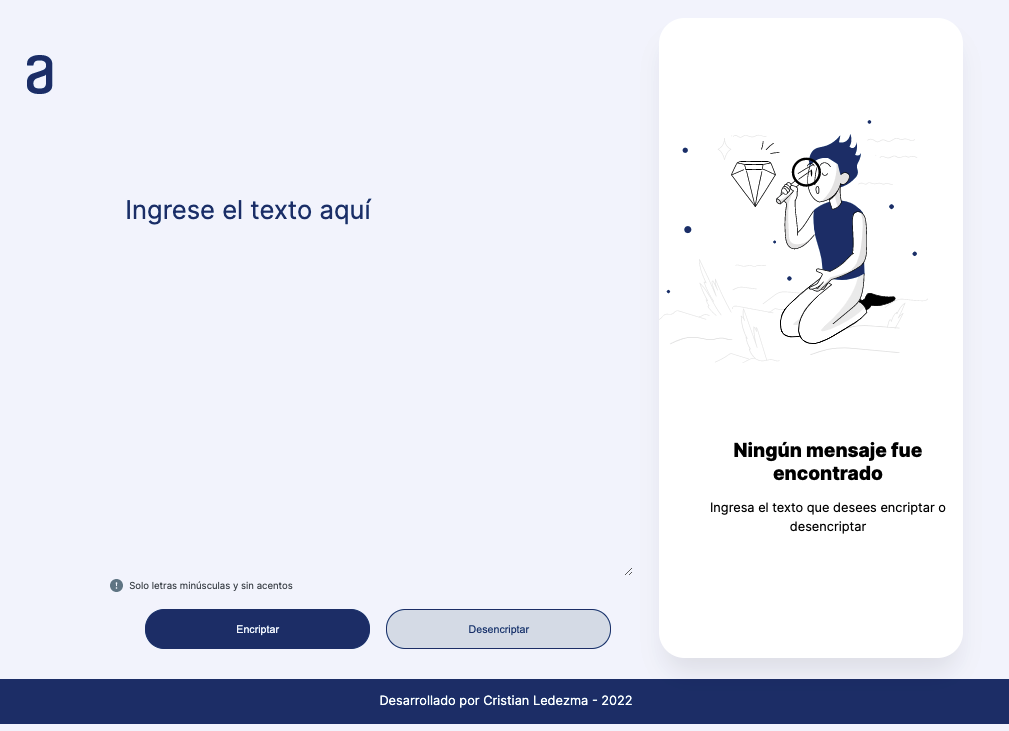 a
Ingrese el texto aquí
Solo letras minúsculas y sin acentos
Encriptar
Desencriptar
Ningún mensaje fue
encontrado
Ingresa el texto que desees encriptar o
desencriptar
Desarrollado por Cristian Ledezma - 2022